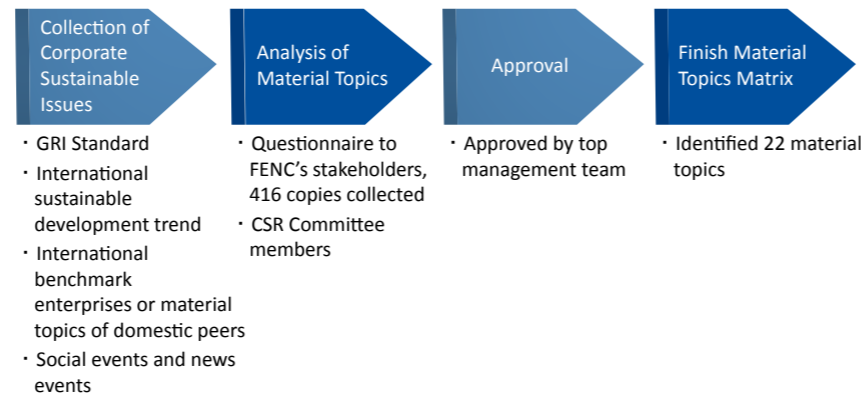 Collection of
Corporate
Sustainable
Issues
· GRI Standard
· International
sustainable
development trend
· International
benchmark
enterprises or material
topics of domestic peers
· Social events and news
events
Analysis of
Material Topics
· Questionnaire to
FENC’s stakeholders,
416 copies collected
· CSR Committee
members
Approval
· Approved by top
management team
Finish Material
Topics Matrix
· Identified 22 material
topics